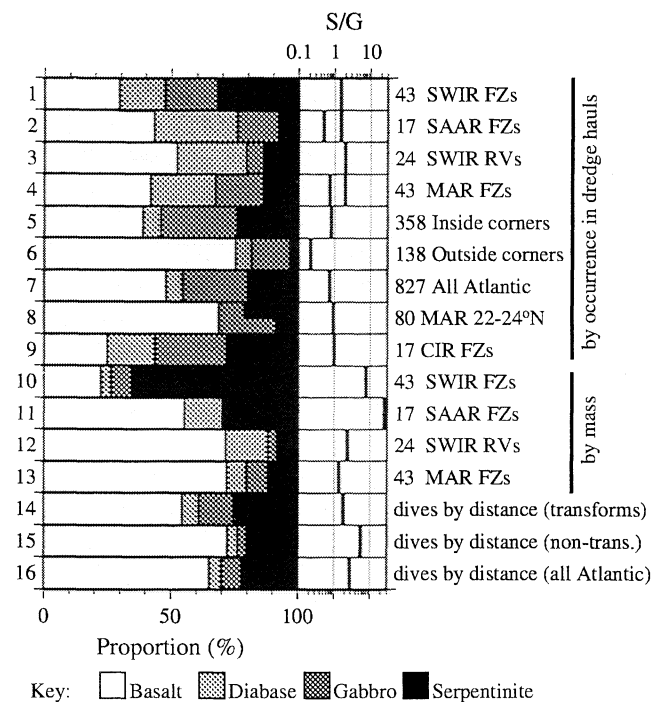 S/G
0.1 1 10
1 43 SWIR FZs
2 17 SAAR FZs
3 24 SWIR RVs
4 43 MAR FZs
5 358 Inside corners
6 138 Outside corners
7 827 All Atlantic
8 80 MAR 22-24ºN
9 17 CIR FZs
by occurrence in dredge hauls
10 43 SWIR FZs
11 17 SAAR FZs
12 24 SWIR RVs
13 43 MAR FZs
by mass
14 dives by distance (transforms)
15 dives by distance (non-trans.)
16 dives by distance (all Atlantic)
0 50 100
Proportion (%)
Key: Basalt Diabase Gabbro Serpentinite